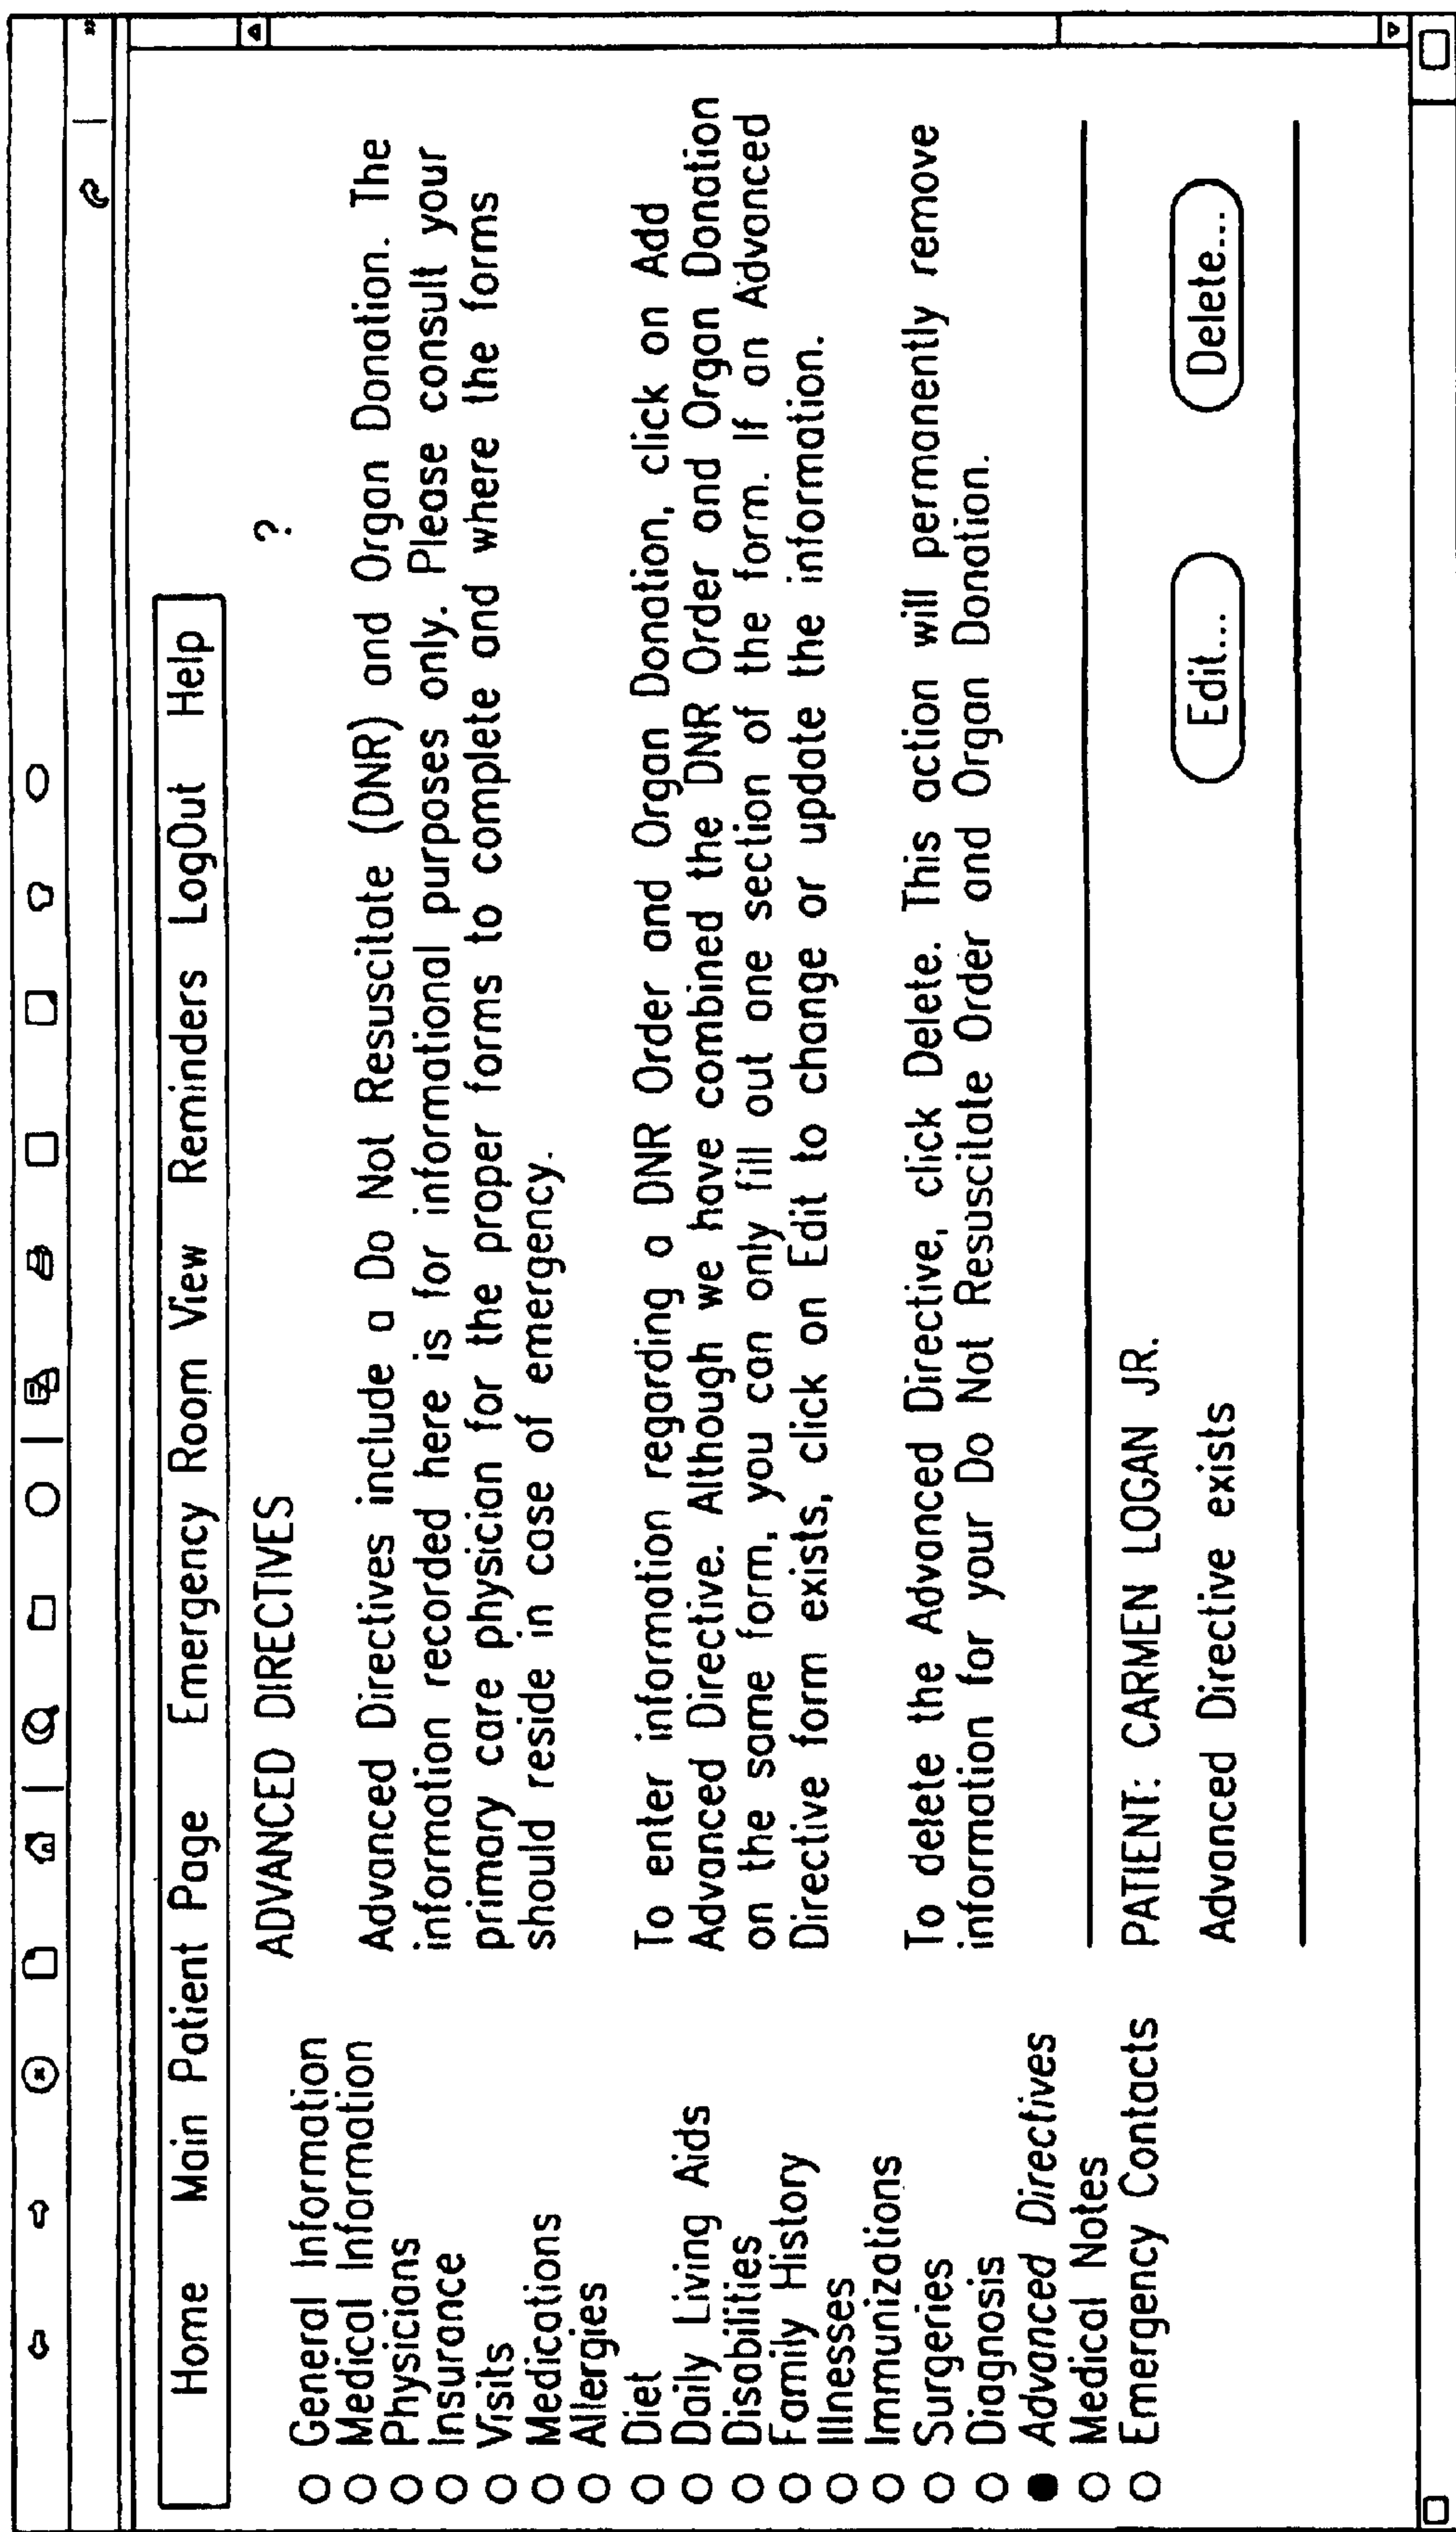 Home Main Patient Page Emergency Room View Reminders LogOut Help
General Information
Medical Information
Physicians
Insurance
Visits
Medications
Allergies
Diet
Daily Living Aids
Disabilities
Family History
Illnesses
Immunizations
Surgeries
Diagnosis
Advanced Directives
Medical Notes
Emergency Contacts
ADVANCED DIRECTIVES ?
Advanced Directives include a Do Not Resuscitate (DNR) and Organ Donation. The
information recorded here is for informational purposes only. Please consult your
primary care physician for the proper forms to complete and where the forms
should reside in case of emergency.
To enter information regarding a DNR Order and Organ Donation, click on Add
Advanced Directive. Although we have combined the DNR Order and Organ Donation
on the same form, you can only fill out one section of the form. If an Advanced
Directive form exists, click on Edit to change or update the information.
To delete the Advanced Directive, click Delete. This action will permanently remove
information for your Do Not Resuscitate Order and Organ Donation.
PATIENT: CARMEN LOGAN JR.
Advanced Directive exists Edit... Delete...